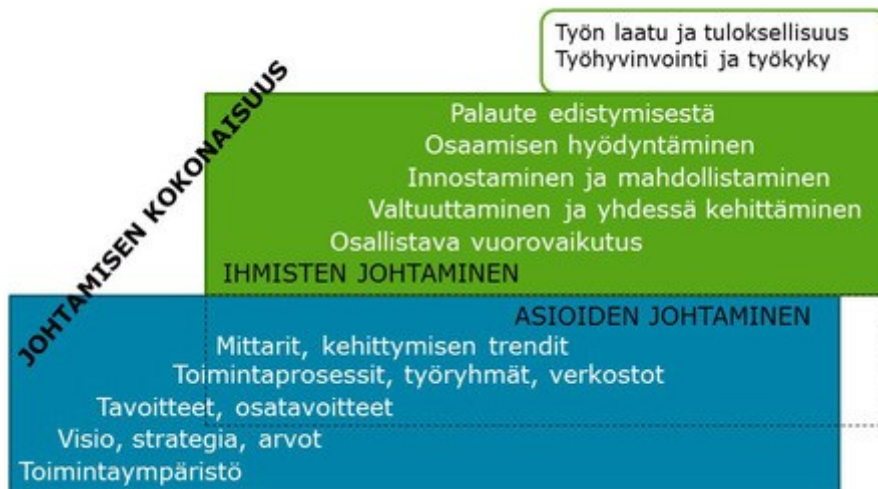 Työn laatu ja tuloksellisuus
Työhyvinvointi ja työkyky
JOHTAMISEN KOKONAISUUS
Palaute edistymisestä
Osaamisen hyödyntäminen
Innostaminen ja mahdollistaminen
Valtuuttaminen ja yhdessä kehittäminen
Osallistava vuorovaikutus
IHMISTEN JOHTAMINEN
ASIOIDEN JOHTAMINEN
Mittarit, kehittymisen trendit
Toimintaprosessit, työryhmät, verkostot
Tavoitteet, osatavoitteet
Visio, strategia, arvot
Toimintaympäristö